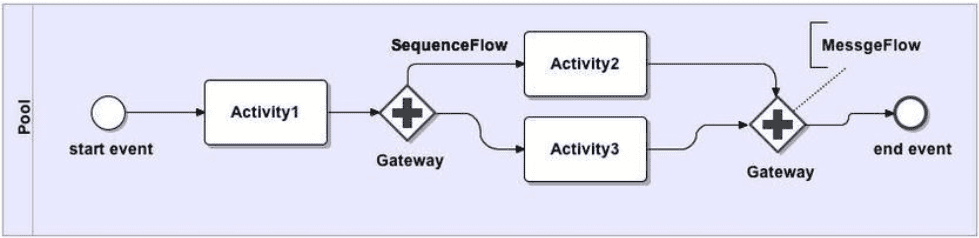 Pool
start event
Activity1
Gateway
SequenceFlow
Activity2
Activity3
MessgeFlow
Gateway
end event